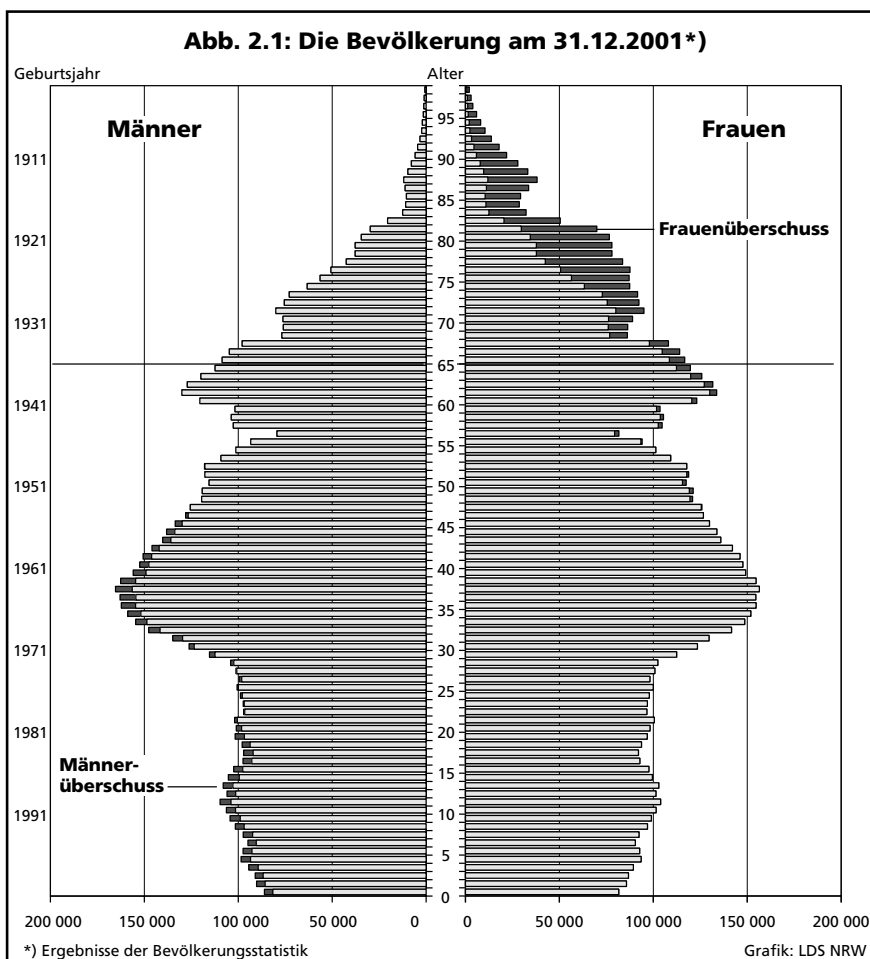 Abb. 2.1: Die Bevölkerung am 31.12.2001*)
Geburtsjahr
Alter
Männer
Frauen
95
1911
90
85
Frauenüberschuss
1921
80
75
1931
70
65
1941
60
55
1951
50
45
1961
40
35
1971
30
25
1981
20
Männer-
überschuss
15
1991
10
5
0
200 000 150 000 100 000 50 000 0 0 50 000 100 000 150 000 200 000
*) Ergebnisse der Bevölkerungsstatistik
Grafik: LDS NRW